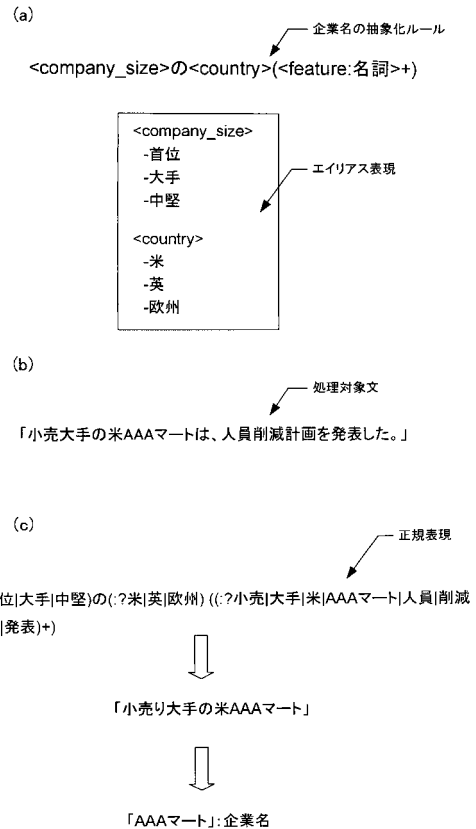 (a)
企業名の抽象化ルール
<company_size>の<country>(<feature:名詞>+)
<company_size>
-首位
-大手
-中堅
エイリアス表現
<country>
-米
-英
-欧州
(b)
処理対象文
「小売大手の米AAAマートは、人員削減計画を発表した。」
(c)
正規表現
位|大手|中堅)の(:?米|英|欧州) ((:?小売|大手|米|AAAマート|人員|削減
|発表)+)
「小売り大手の米AAAマート」
「AAAマート」:企業名